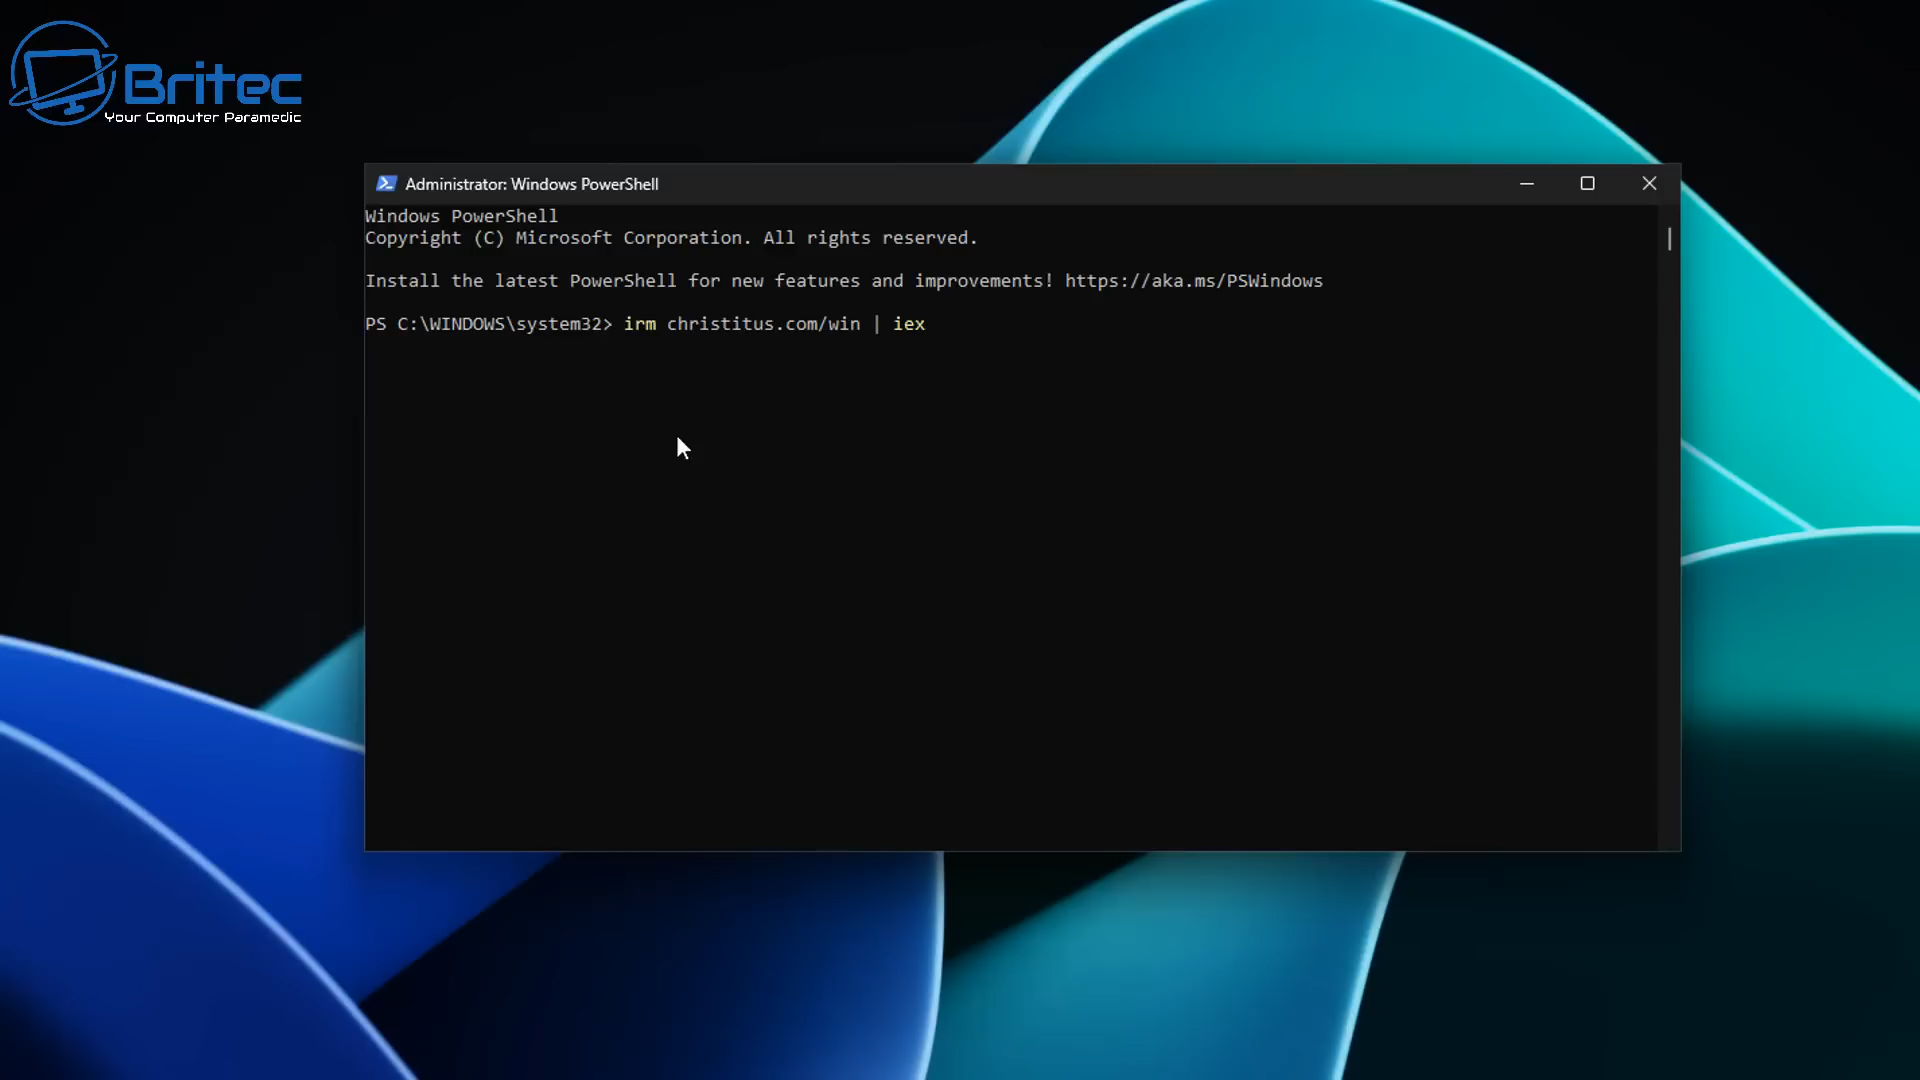 Britec
Your Computer Paramedic
Administrator: Windows PowerShell
Windows PowerShell
Copyright (C) Microsoft Corporation. All rights reserved.
Install the latest PowerShell for new features and improvements! https://aka.ms/PSWindows
PS C:\WINDOWS\system32> irm christitus.com/win | iex